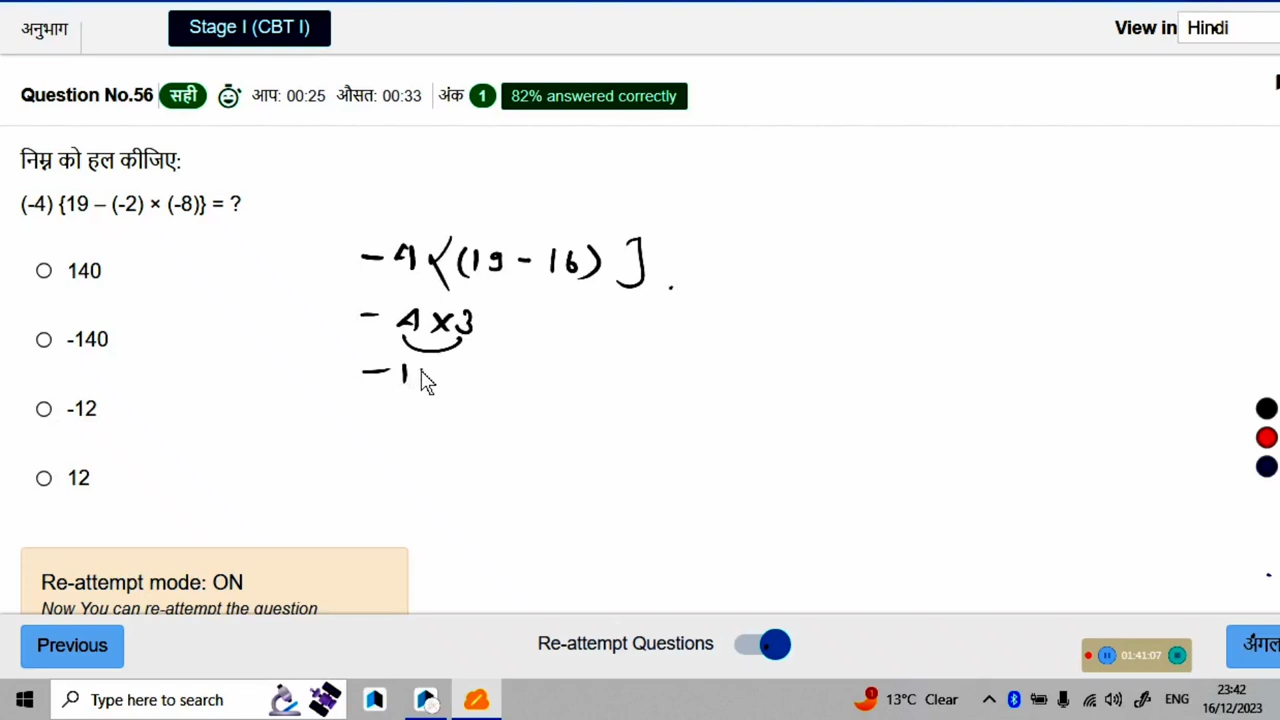 अनुभाग
Stage I (CBT I)
View in Hindi
Question No.56 सही आप: 00:25 औसत: 00:33 अंक 1 82% answered correctly
निम्न को हल कीजिए:
(-4) {19 – (-2) × (-8)} = ?
140
-140
-12
12
- 4 { (19 - 16) ] .
- 4 x 3
- 1
Re-attempt mode: ON
Now You can re-attempt the question
Previous
Re-attempt Questions
01:41:07
Type here to search
1
13°C Clear
ENG
23:42
16/12/2023